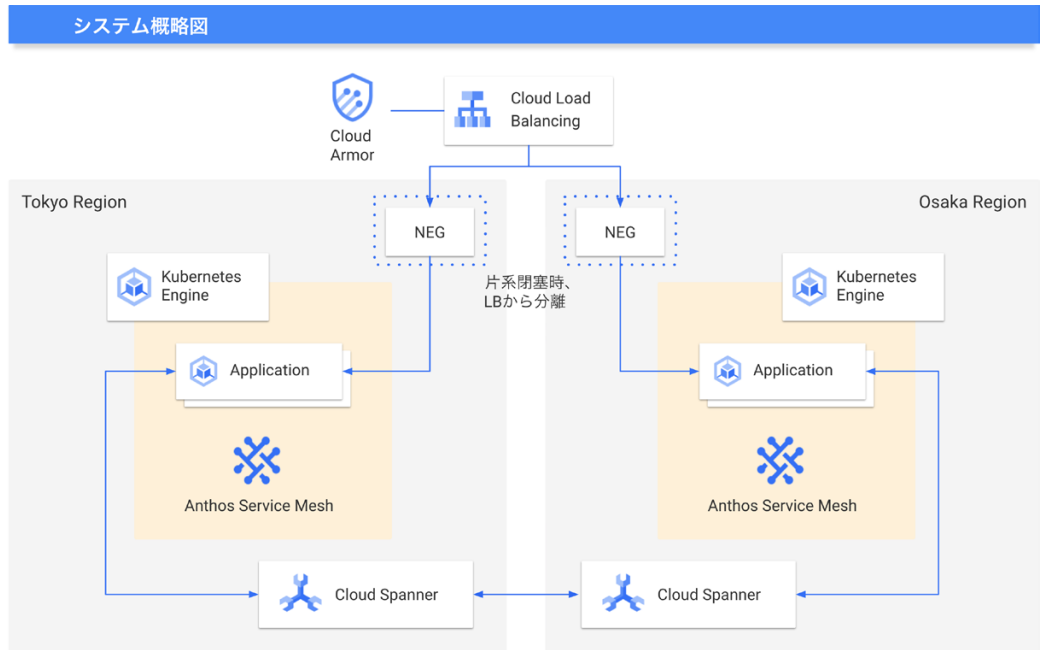 システム概略図
Cloud Load
Balancing
Cloud
Armor
Tokyo Region
Osaka Region
NEG
NEG
片系閉塞時、
LBから分離
Kubernetes
Engine
Kubernetes
Engine
Application
Application
Anthos Service Mesh
Anthos Service Mesh
Cloud Spanner
Cloud Spanner